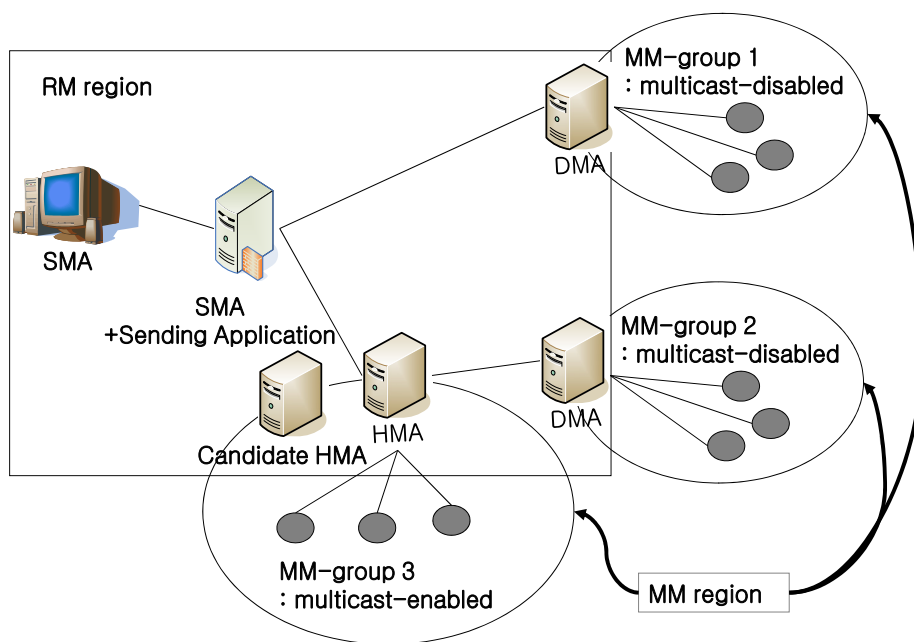 MM-group 1
: multicast-disabled
RM region
DMA
SMA
SMA
+Sending Application
MM-group 2
: multicast-disabled
DMA
HMA
Candidate HMA
MM-group 3
: multicast-enabled
MM region